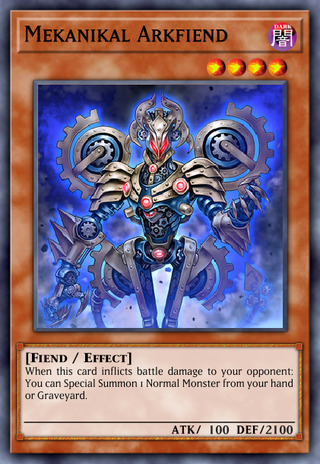 Mekanikal Arkfiend
DARK
闇
[Fiend / Effect]
When this card inflicts battle damage to your opponent:
You can Special Summon 1 Normal Monster from your hand
or Graveyard.
ATK/ 100 DEF/2100